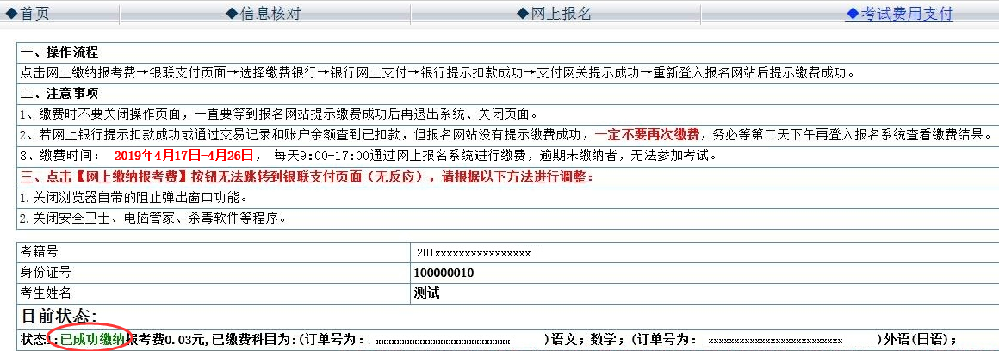 ◆首页 ◆信息核对 ◆网上报名 ◆考试费用支付
一、操作流程
点击网上缴纳报考费→银联支付页面→选择缴费银行→银行网上支付→银行提示扣款成功→支付网关提示成功→重新登入报名网站后提示缴费成功。
二、注意事项
1、缴费时不要关闭操作页面，一直要等到报名网站提示缴费成功后再退出系统、关闭页面。
2、若网上银行提示扣款成功或通过交易记录和账户余额查到已扣款，但报名网站没有提示缴费成功，一定不要再次缴费，务必等第二天下午再登入报名系统查看缴费结果。
3、缴费时间： 2019年4月17日-4月26日， 每天9:00-17:00通过网上报名系统进行缴费，逾期未缴纳者，无法参加考试。
三、点击【网上缴纳报考费】按钮无法跳转到银联支付页面（无反应），请根据以下方法进行调整：
1.关闭浏览器自带的阻止弹出窗口功能。
2.关闭安全卫士、电脑管家、杀毒软件等程序。
考籍号 201xxxxxxxxxxxxxxxx
身份证号 100000010
考生姓名 测试
目前状态:
状态1:已成功缴纳报考费0.03元,已缴费科目为:(订单号为: xxxxxxxxxxxxxxxxxxxxxxxxxx )语文; 数学; (订单号为: xxxxxxxxxxxxxxxxxxxxxxxxxx )外语(日语);